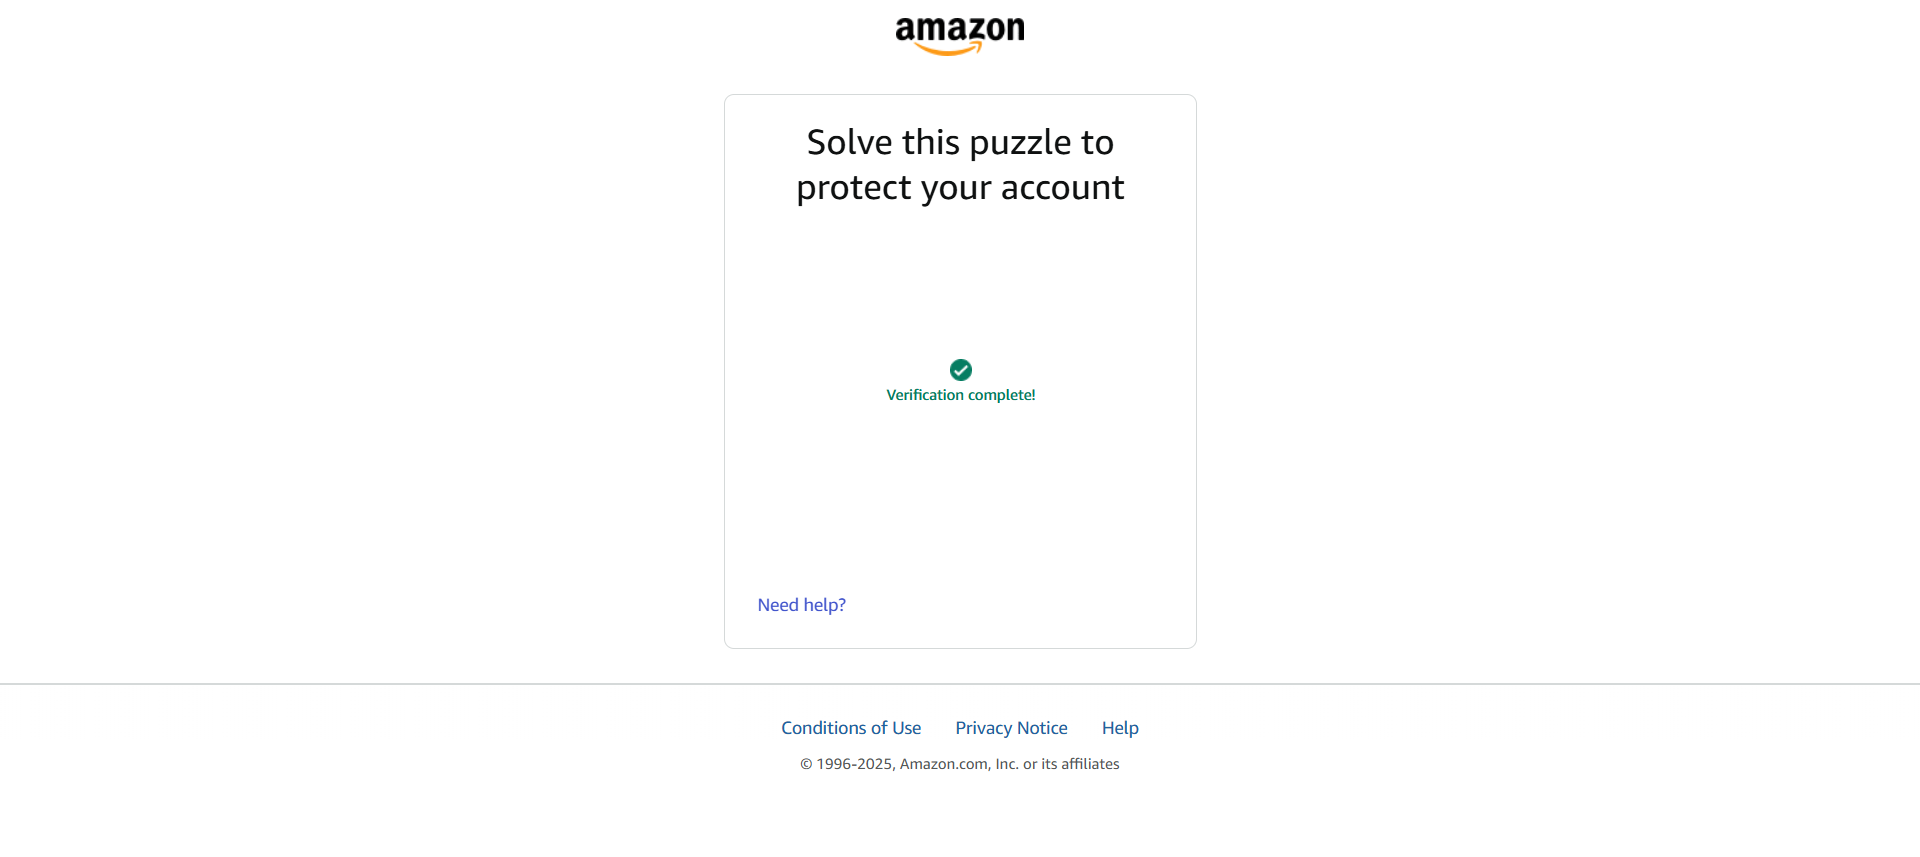 amazon
Solve this puzzle to
protect your account
Verification complete!
Need help?
Conditions of Use Privacy Notice Help
© 1996-2025, Amazon.com, Inc. or its affiliates